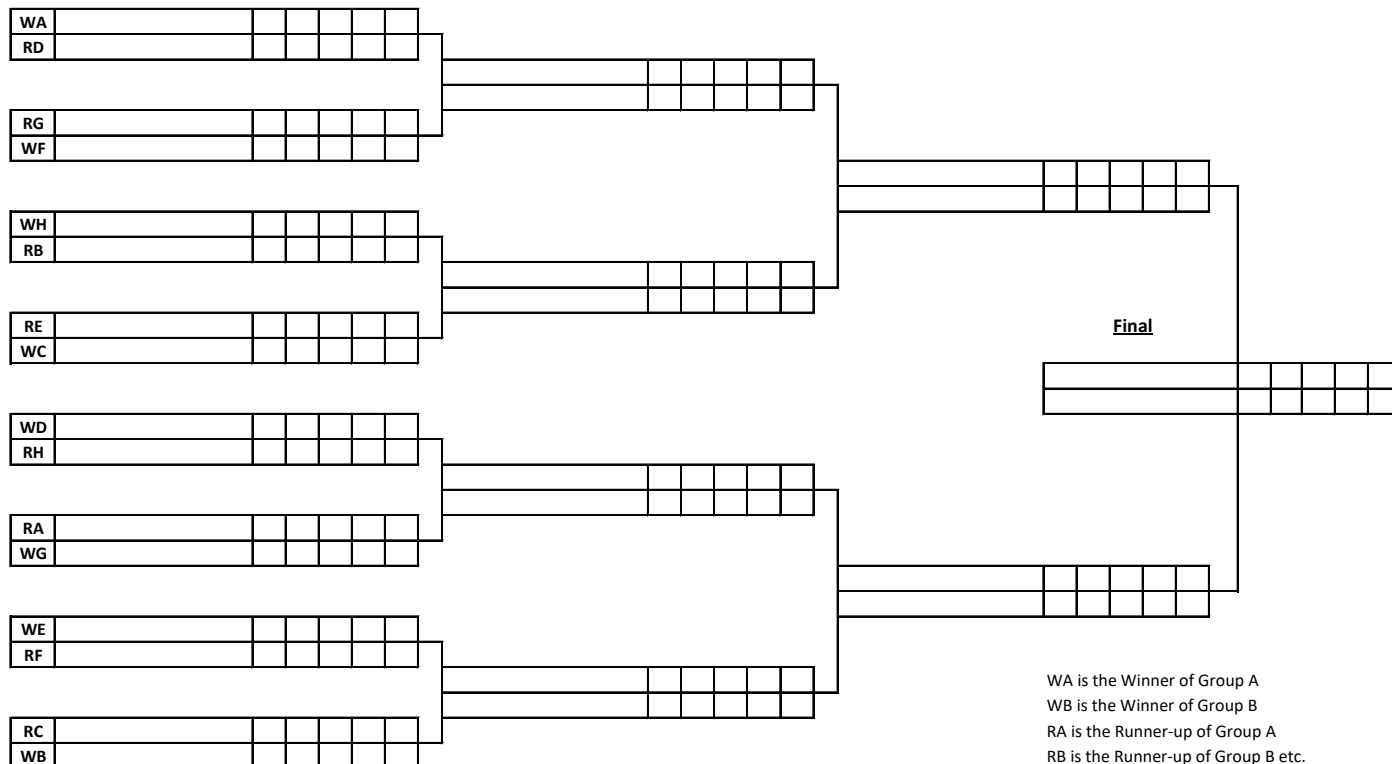 WA
RD
RG
WF
WH
RB
RE
WC
Final
WD
RH
RA
WG
WE
RF
RC
WB
WA is the Winner of Group A
WB is the Winner of Group B
RA is the Runner-up of Group A
RB is the Runner-up of Group B etc.